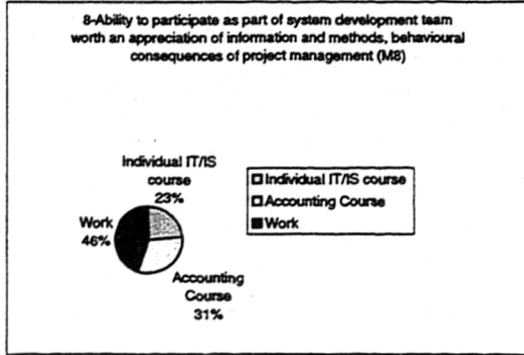 8-Ability to participate as part of system development team
worth an appreciation of information and methods, behavioural
consequences of project management (M8)
Individual IT/IS
course
23%
Work
46%
Accounting
Course
31%
Individual IT/IS course
Accounting Course
Work